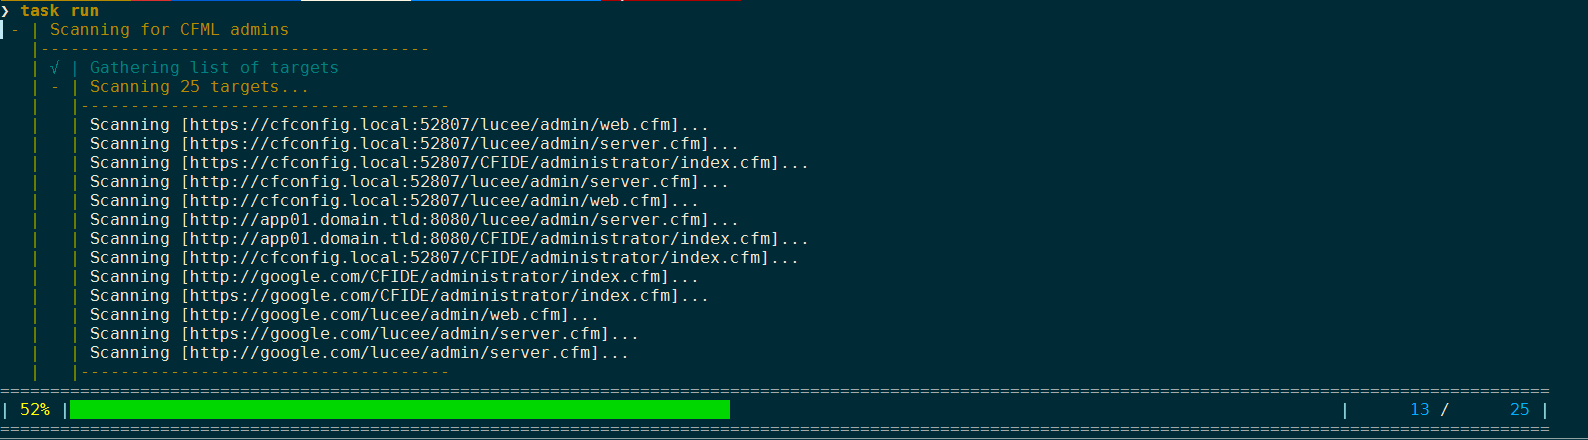 ❯ task run
- | Scanning for CFML admins
|---------------------------------------
| √ | Gathering list of targets
| - | Scanning 25 targets...
| |-------------------------------------
| | Scanning [https://cfconfig.local:52807/lucee/admin/web.cfm]...
| | Scanning [https://cfconfig.local:52807/lucee/admin/server.cfm]...
| | Scanning [https://cfconfig.local:52807/CFIDE/administrator/index.cfm]...
| | Scanning [http://cfconfig.local:52807/lucee/admin/server.cfm]...
| | Scanning [http://cfconfig.local:52807/lucee/admin/web.cfm]...
| | Scanning [http://app01.domain.tld:8080/lucee/admin/server.cfm]...
| | Scanning [http://app01.domain.tld:8080/CFIDE/administrator/index.cfm]...
| | Scanning [http://cfconfig.local:52807/CFIDE/administrator/index.cfm]...
| | Scanning [http://google.com/CFIDE/administrator/index.cfm]...
| | Scanning [https://google.com/CFIDE/administrator/index.cfm]...
| | Scanning [http://google.com/lucee/admin/web.cfm]...
| | Scanning [https://google.com/lucee/admin/server.cfm]...
| | Scanning [http://google.com/lucee/admin/server.cfm]...
| |-------------------------------------
===========================================================================================================================================================
| 52% | | 13 / 25 |
===========================================================================================================================================================